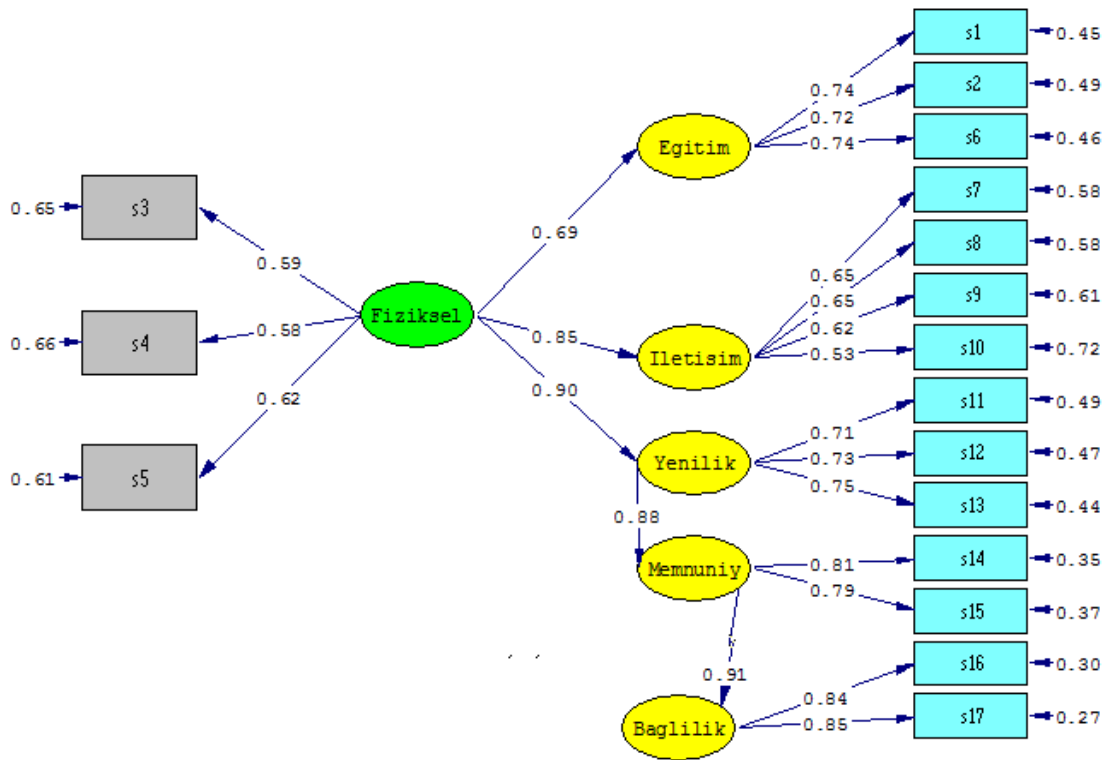 s1
0.45
s2
0.49
s6
0.46
s7
0.58
s8
0.58
s9
0.61
s10
0.72
s11
0.49
s12
0.47
s13
0.44
s14
0.35
s15
0.37
s16
0.30
s17
0.27
0.74
0.72
0.74
Egitim
0.65
0.65
0.62
0.53
Iletisim
0.71
0.73
0.75
Yenilik
0.81
0.79
Memnuniy
0.84
0.85
Baglilik
0.69
0.85
0.90
0.88
0.91
Fiziksel
0.59
0.58
0.62
0.65
s3
0.66
s4
0.61
s5